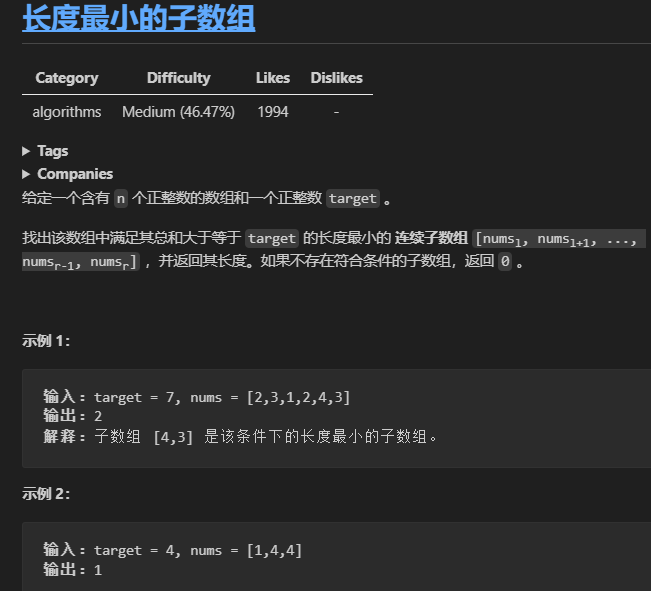 长度最小的子数组
Category Difficulty Likes Dislikes
algorithms Medium (46.47%) 1994 -
▶ Tags
▶ Companies
给定一个含有 n 个正整数的数组和一个正整数 target 。
找出该数组中满足其总和大于等于 target 的长度最小的 连续子数组 [numsl, numsl+1, ...,
numsr-1, numsr] ，并返回其长度。如果不存在符合条件的子数组，返回 0 。
示例 1：
输入：target = 7, nums = [2,3,1,2,4,3]
输出：2
解释：子数组 [4,3] 是该条件下的长度最小的子数组。
示例 2：
输入：target = 4, nums = [1,4,4]
输出：1